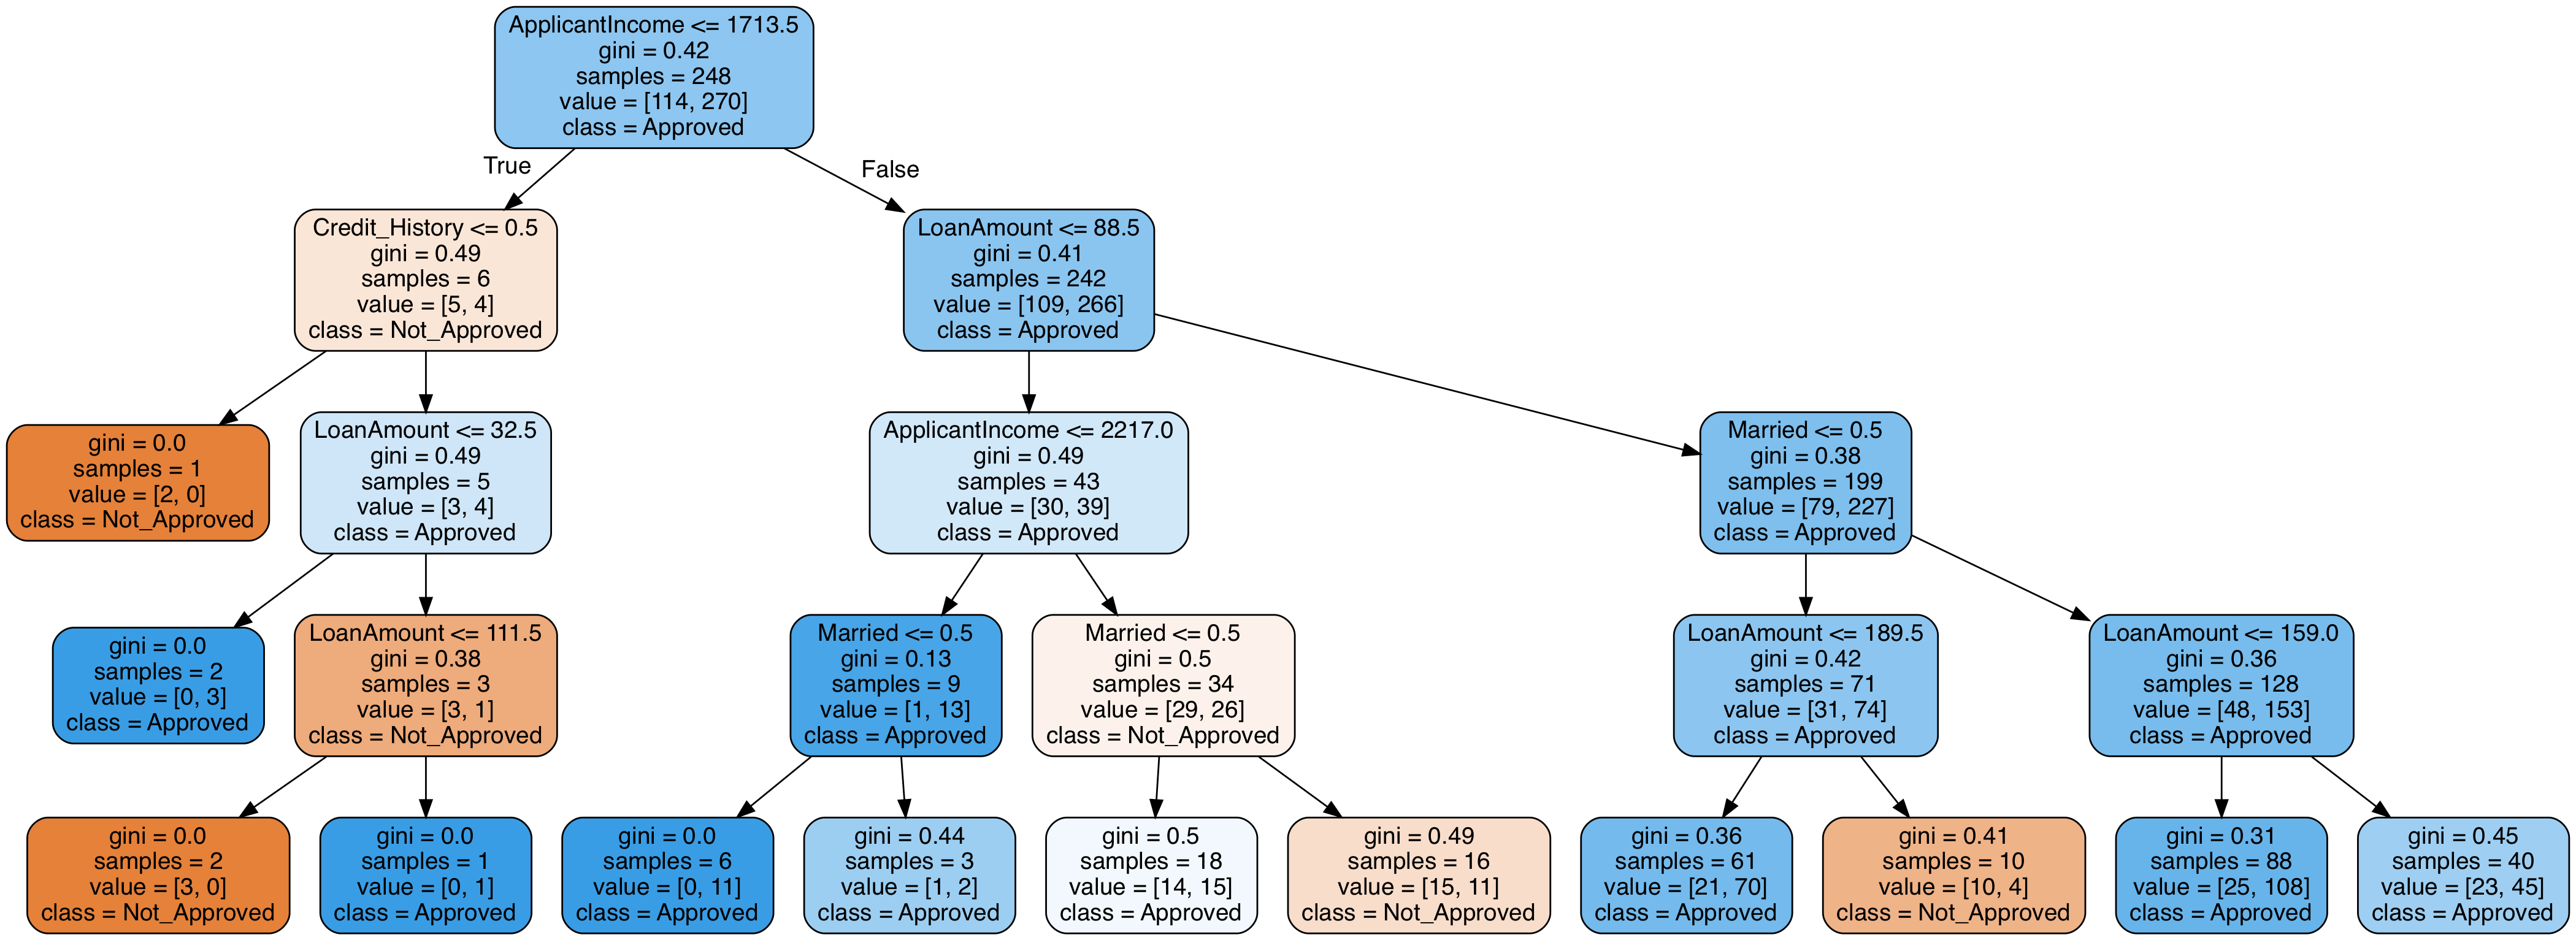 ApplicantIncome <= 1713.5
gini = 0.42
samples = 248
value = [114, 270]
class = Approved
True
False
Credit_History <= 0.5
gini = 0.49
samples = 6
value = [5, 4]
class = Not_Approved
LoanAmount <= 88.5
gini = 0.41
samples = 242
value = [109, 266]
class = Approved
gini = 0.0
samples = 1
value = [2, 0]
class = Not_Approved
LoanAmount <= 32.5
gini = 0.49
samples = 5
value = [3, 4]
class = Approved
ApplicantIncome <= 2217.0
gini = 0.49
samples = 43
value = [30, 39]
class = Approved
Married <= 0.5
gini = 0.38
samples = 199
value = [79, 227]
class = Approved
gini = 0.0
samples = 2
value = [0, 3]
class = Approved
LoanAmount <= 111.5
gini = 0.38
samples = 3
value = [3, 1]
class = Not_Approved
Married <= 0.5
gini = 0.13
samples = 9
value = [1, 13]
class = Approved
Married <= 0.5
gini = 0.5
samples = 34
value = [29, 26]
class = Not_Approved
LoanAmount <= 189.5
gini = 0.42
samples = 71
value = [31, 74]
class = Approved
LoanAmount <= 159.0
gini = 0.36
samples = 128
value = [48, 153]
class = Approved
gini = 0.0
samples = 2
value = [3, 0]
class = Not_Approved
gini = 0.0
samples = 1
value = [0, 1]
class = Approved
gini = 0.0
samples = 6
value = [0, 11]
class = Approved
gini = 0.44
samples = 3
value = [1, 2]
class = Approved
gini = 0.5
samples = 18
value = [14, 15]
class = Approved
gini = 0.49
samples = 16
value = [15, 11]
class = Not_Approved
gini = 0.36
samples = 61
value = [21, 70]
class = Approved
gini = 0.41
samples = 10
value = [10, 4]
class = Not_Approved
gini = 0.31
samples = 88
value = [25, 108]
class = Approved
gini = 0.45
samples = 40
value = [23, 45]
class = Approved